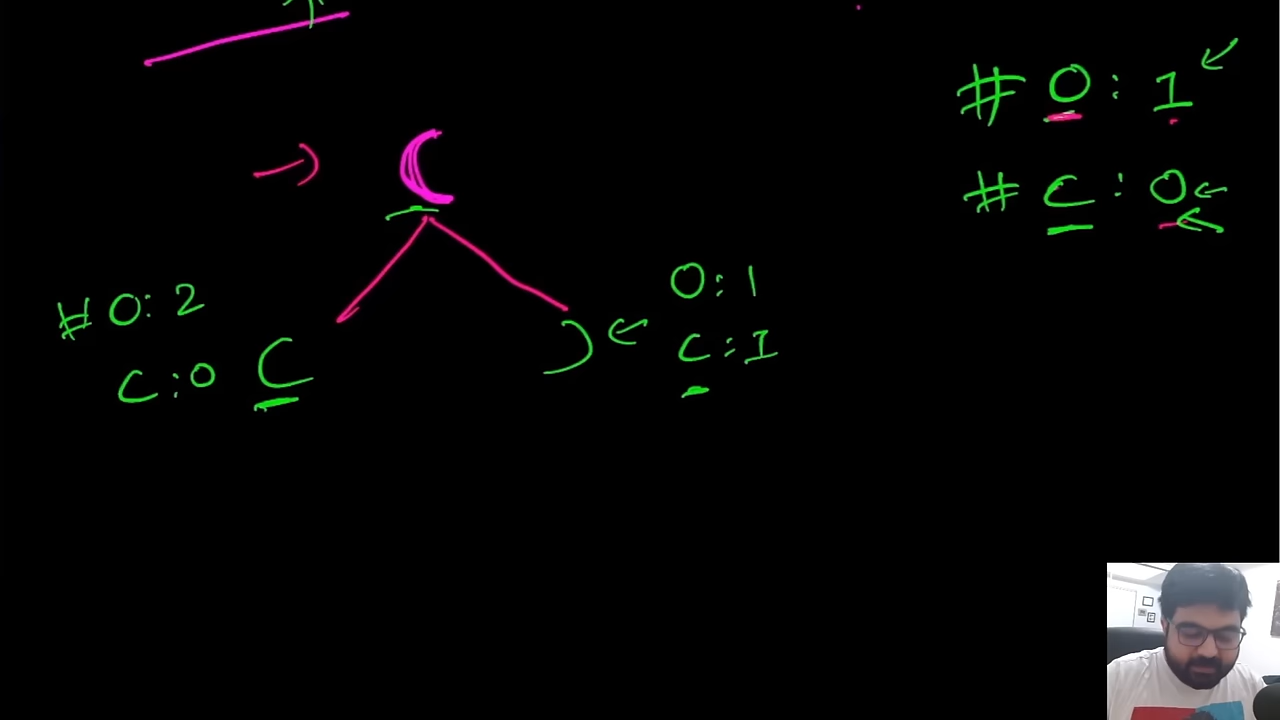 # O : 1
# C : 0
(
# O : 2
C : 0
(
)
O : 1
C : 1